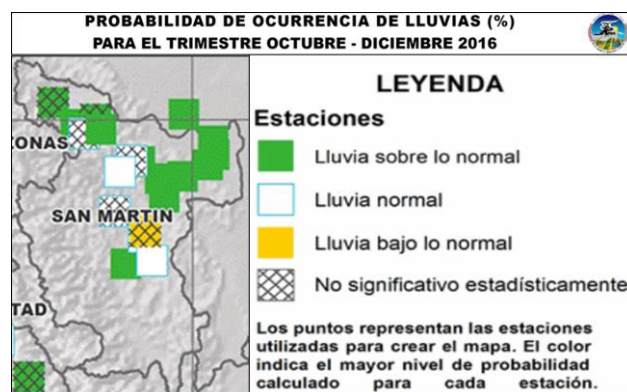 PROBABILIDAD DE OCURRENCIA DE LLUVIAS (%)
PARA EL TRIMESTRE OCTUBRE - DICIEMBRE 2016
ZONAS
SAN MARTIN
TAD
LEYENDA
Estaciones
Lluvia sobre lo normal
Lluvia normal
Lluvia bajo lo normal
No significativo estadísticamente
Los puntos representan las estaciones
utilizadas para crear el mapa. El color
indica el mayor nivel de probabilidad
calculado para cada estación.